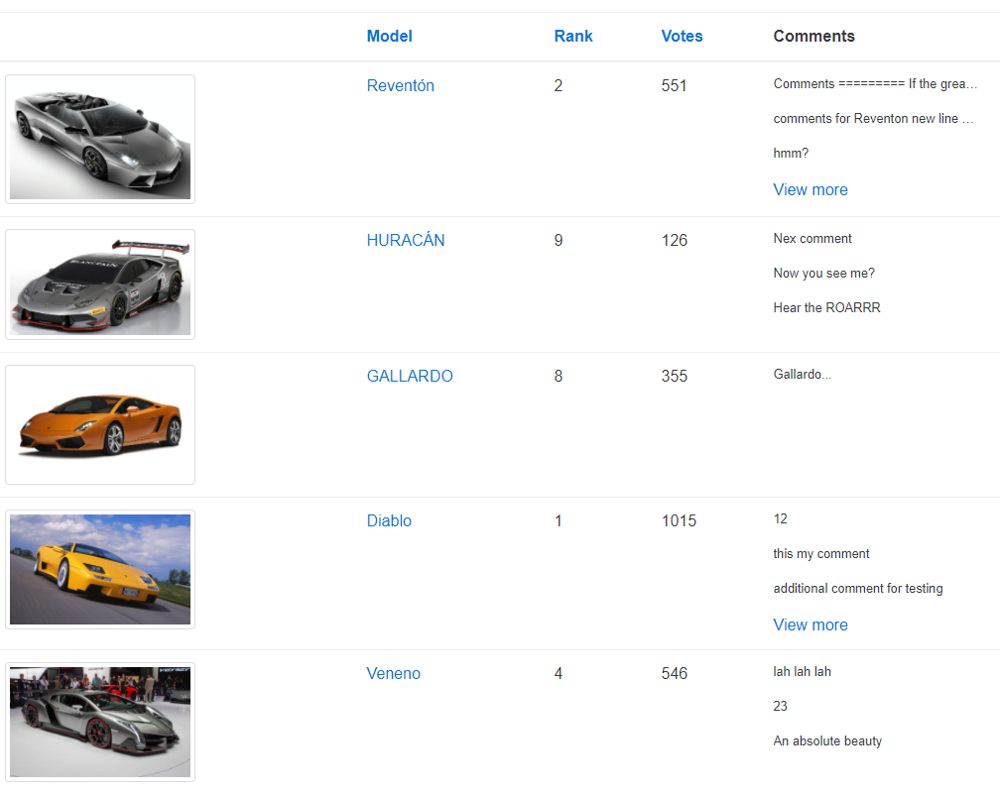 Model Rank Votes Comments
Reventón 2 551 Comments ========= If the grea...
comments for Reventon new line ...
hmm?
View more
HURACÁN 9 126 Nex comment
Now you see me?
Hear the ROARRR
BLANCPAIN
GALLARDO 8 355 Gallardo...
Diablo 1 1015 12
this my comment
additional comment for testing
View more
Veneno 4 546 lah lah lah
23
An absolute beauty